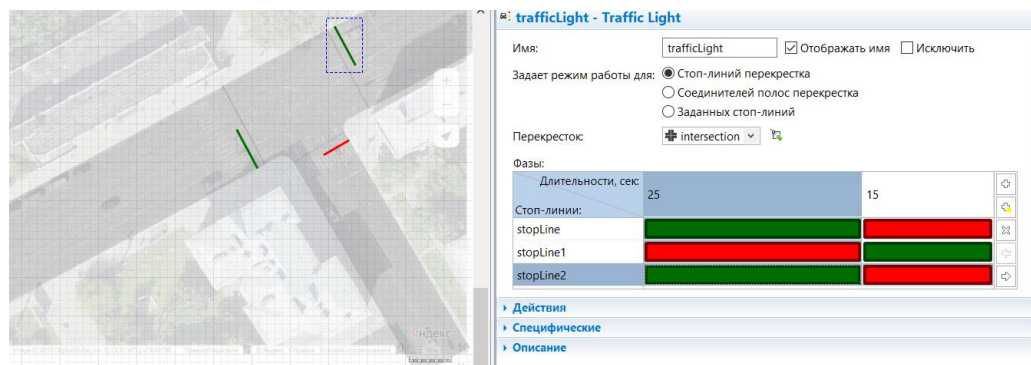 trafficLight - Traffic Light
Имя:
trafficLight
Отображать имя
Исключить
Задает режим работы для:
Стоп-линий перекрестка
Соединителей полос перекрестка
Заданных стоп-линий
Перекресток:
intersection
Фазы:
Длительности, сек:
25
15
Стоп-линии:
stopLine
stopLine1
stopLine2
Действия
Специфические
Описание
Яндекс